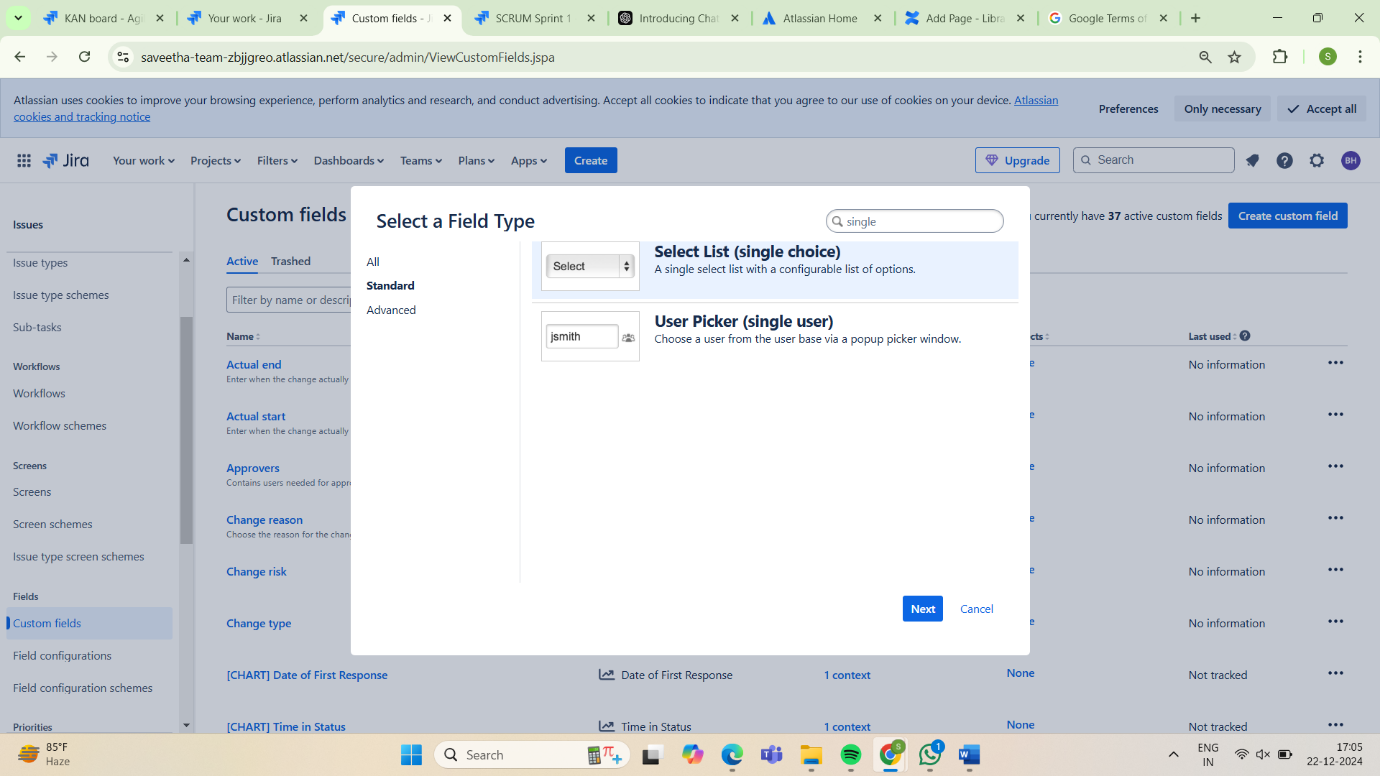 KAN board - Agi
Your work - Jira
Custom fields - J
SCRUM Sprint 1
Introducing Chat
Atlassian Home
Add Page - Libra
Google Terms of
saveetha-team-zbjjgreo.atlassian.net/secure/admin/ViewCustomFields.jspa
S
Atlassian uses cookies to improve your browsing experience, perform analytics and research, and conduct advertising. Accept all cookies to indicate that you agree to our use of cookies on your device. Atlassian
cookies and tracking notice
Preferences
Only necessary
Accept all
Jira
Your work
Projects
Filters
Dashboards
Teams
Plans
Apps
Create
Upgrade
Search
BH
Issues
Issue types
Issue type schemes
Sub-tasks
Workflows
Workflows
Workflow schemes
Screens
Screens
Screen schemes
Issue type screen schemes
Fields
Custom fields
Field configurations
Field configuration schemes
Priorities
Custom fields
u currently have 37 active custom fields
Create custom field
Active
Trashed
Filter by name or descrip
Name
cts
Last used
Actual end
Enter when the change actually
No information
Actual start
Enter when the change actually
No information
Approvers
Contains users needed for appr
No information
Change reason
Choose the reason for the chan
No information
Change risk
No information
Change type
No information
[CHART] Date of First Response
Date of First Response
1 context
None
Not tracked
[CHART] Time in Status
Time in Status
1 context
None
Not tracked
Select a Field Type
single
All
Standard
Advanced
Select
Select List (single choice)
A single select list with a configurable list of options.
jsmith
User Picker (single user)
Choose a user from the user base via a popup picker window.
Next
Cancel
85°F
Haze
Search
S
1
ENG
IN
17:05
22-12-2024